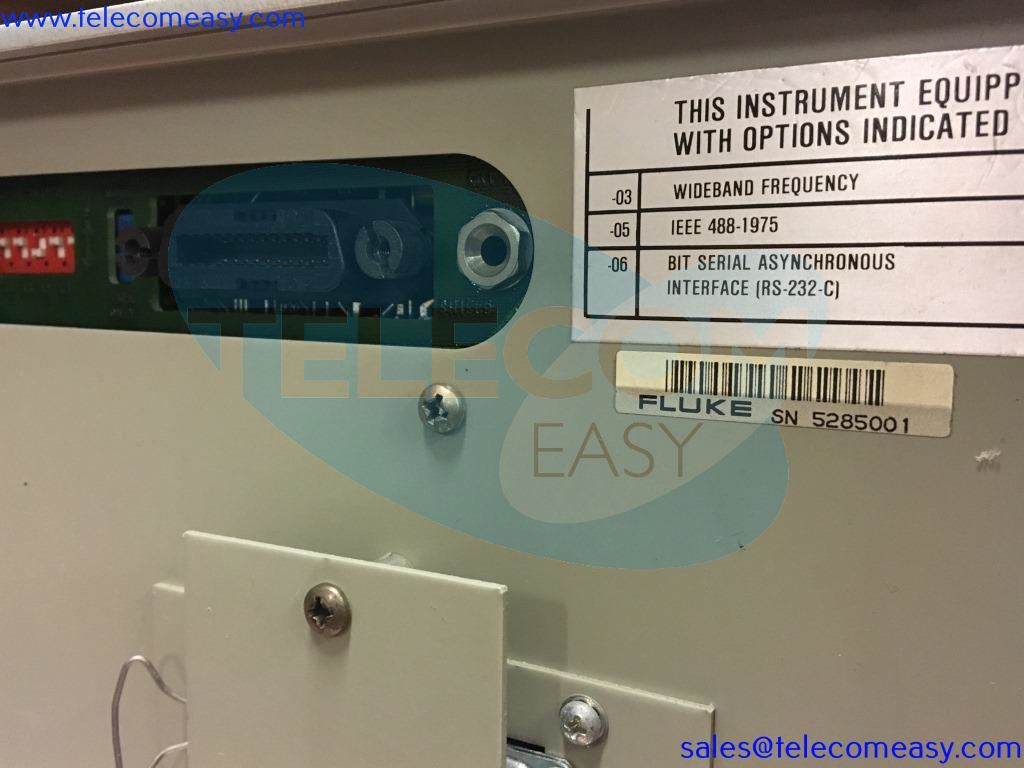 www.telecomeasy.com
THIS INSTRUMENT EQUIPP
WITH OPTIONS INDICATED
-03 WIDEBAND FREQUENCY
-05 IEEE 488-1975
-06 BIT SERIAL ASYNCHRONOUS
INTERFACE (RS-232-C)
TELECOM
EASY
FLUKE SN 5285001
sales@telecomeasy.com